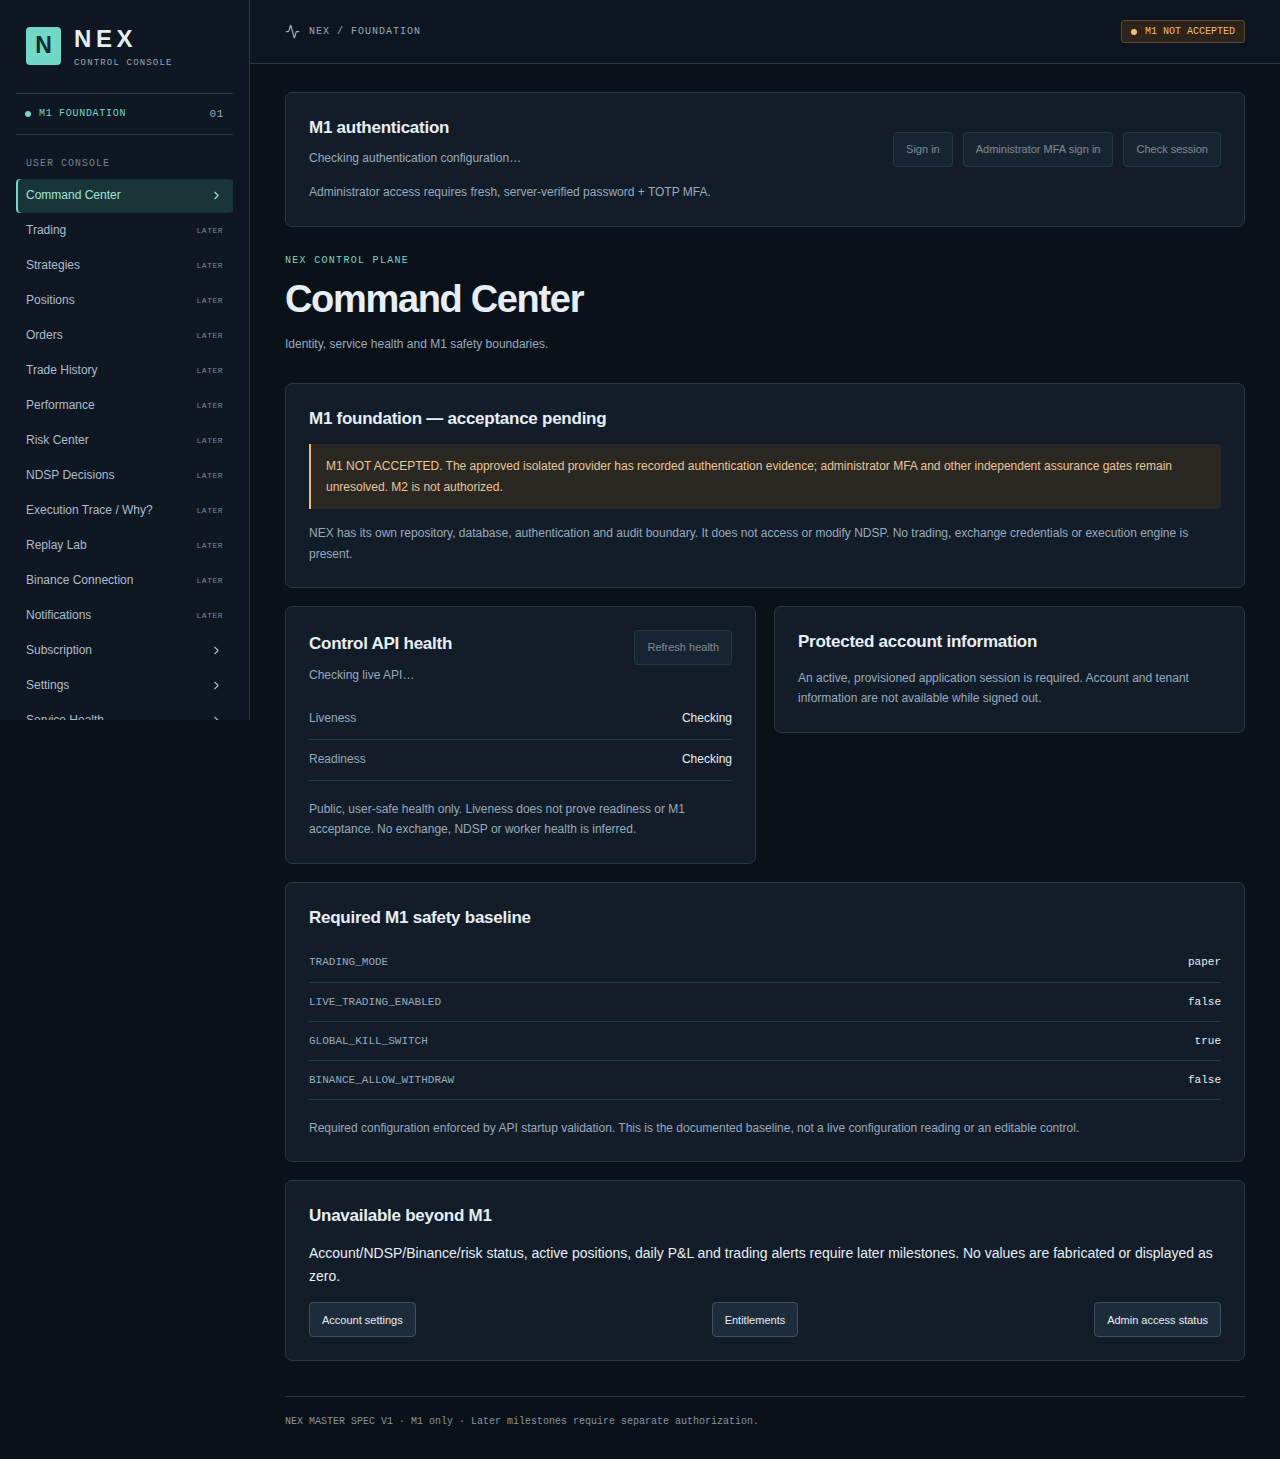 N
NEX
CONTROL CONSOLE
M1 FOUNDATION 01
USER CONSOLE
Command Center
Trading LATER
Strategies LATER
Positions LATER
Orders LATER
Trade History LATER
Performance LATER
Risk Center LATER
NDSP Decisions LATER
Execution Trace / Why? LATER
Replay Lab LATER
Binance Connection LATER
Notifications LATER
Subscription
Settings
Service Health
NEX / FOUNDATION
M1 NOT ACCEPTED
M1 authentication
Checking authentication configuration…
Administrator access requires fresh, server-verified password + TOTP MFA.
Sign in
Administrator MFA sign in
Check session
NEX CONTROL PLANE
Command Center
Identity, service health and M1 safety boundaries.
M1 foundation — acceptance pending
M1 NOT ACCEPTED. The approved isolated provider has recorded authentication evidence; administrator MFA and other independent assurance gates remain
unresolved. M2 is not authorized.
NEX has its own repository, database, authentication and audit boundary. It does not access or modify NDSP. No trading, exchange credentials or execution engine is
present.
Control API health
Refresh health
Checking live API…
Liveness Checking
Readiness Checking
Public, user-safe health only. Liveness does not prove readiness or M1
acceptance. No exchange, NDSP or worker health is inferred.
Protected account information
An active, provisioned application session is required. Account and tenant
information are not available while signed out.
Required M1 safety baseline
TRADING_MODE paper
LIVE_TRADING_ENABLED false
GLOBAL_KILL_SWITCH true
BINANCE_ALLOW_WITHDRAW false
Required configuration enforced by API startup validation. This is the documented baseline, not a live configuration reading or an editable control.
Unavailable beyond M1
Account/NDSP/Binance/risk status, active positions, daily P&L and trading alerts require later milestones. No values are fabricated or displayed as
zero.
Account settings
Entitlements
Admin access status
NEX MASTER SPEC V1 · M1 only · Later milestones require separate authorization.